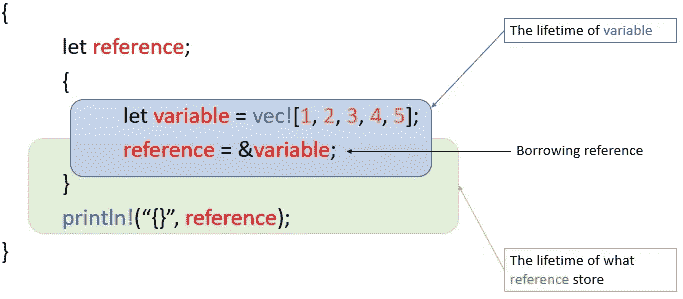 {
let reference;
{
let variable = vec![1, 2, 3, 4, 5];
reference = &variable;
}
println!(“{}”, reference);
}
The lifetime of variable
Borrowing reference
The lifetime of what
reference store